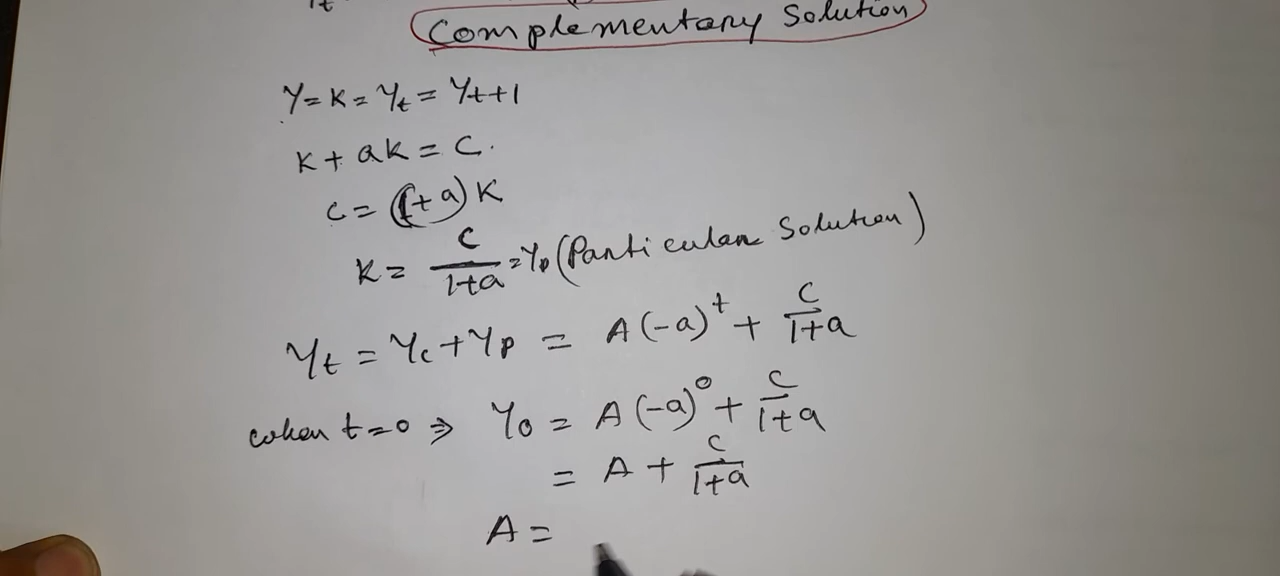 Complementary Solution
Y = K = Yt = Yt+1
K + aK = C.
C = (1+a) K
K = C/1+a = Yp (Particular Solution)
Yt = Yc + Yp = A(-a)^t + C/1+a
when t=0 ⇒ Y0 = A(-a)^0 + C/1+a
= A + C/1+a
A =